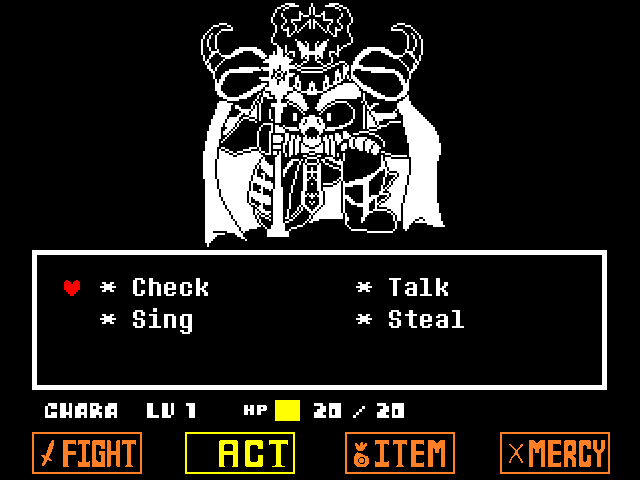 * Check * Talk
* Sing * Steal
CHARA LV 1 HP 20 / 20
FIGHT ACT ITEM MERCY